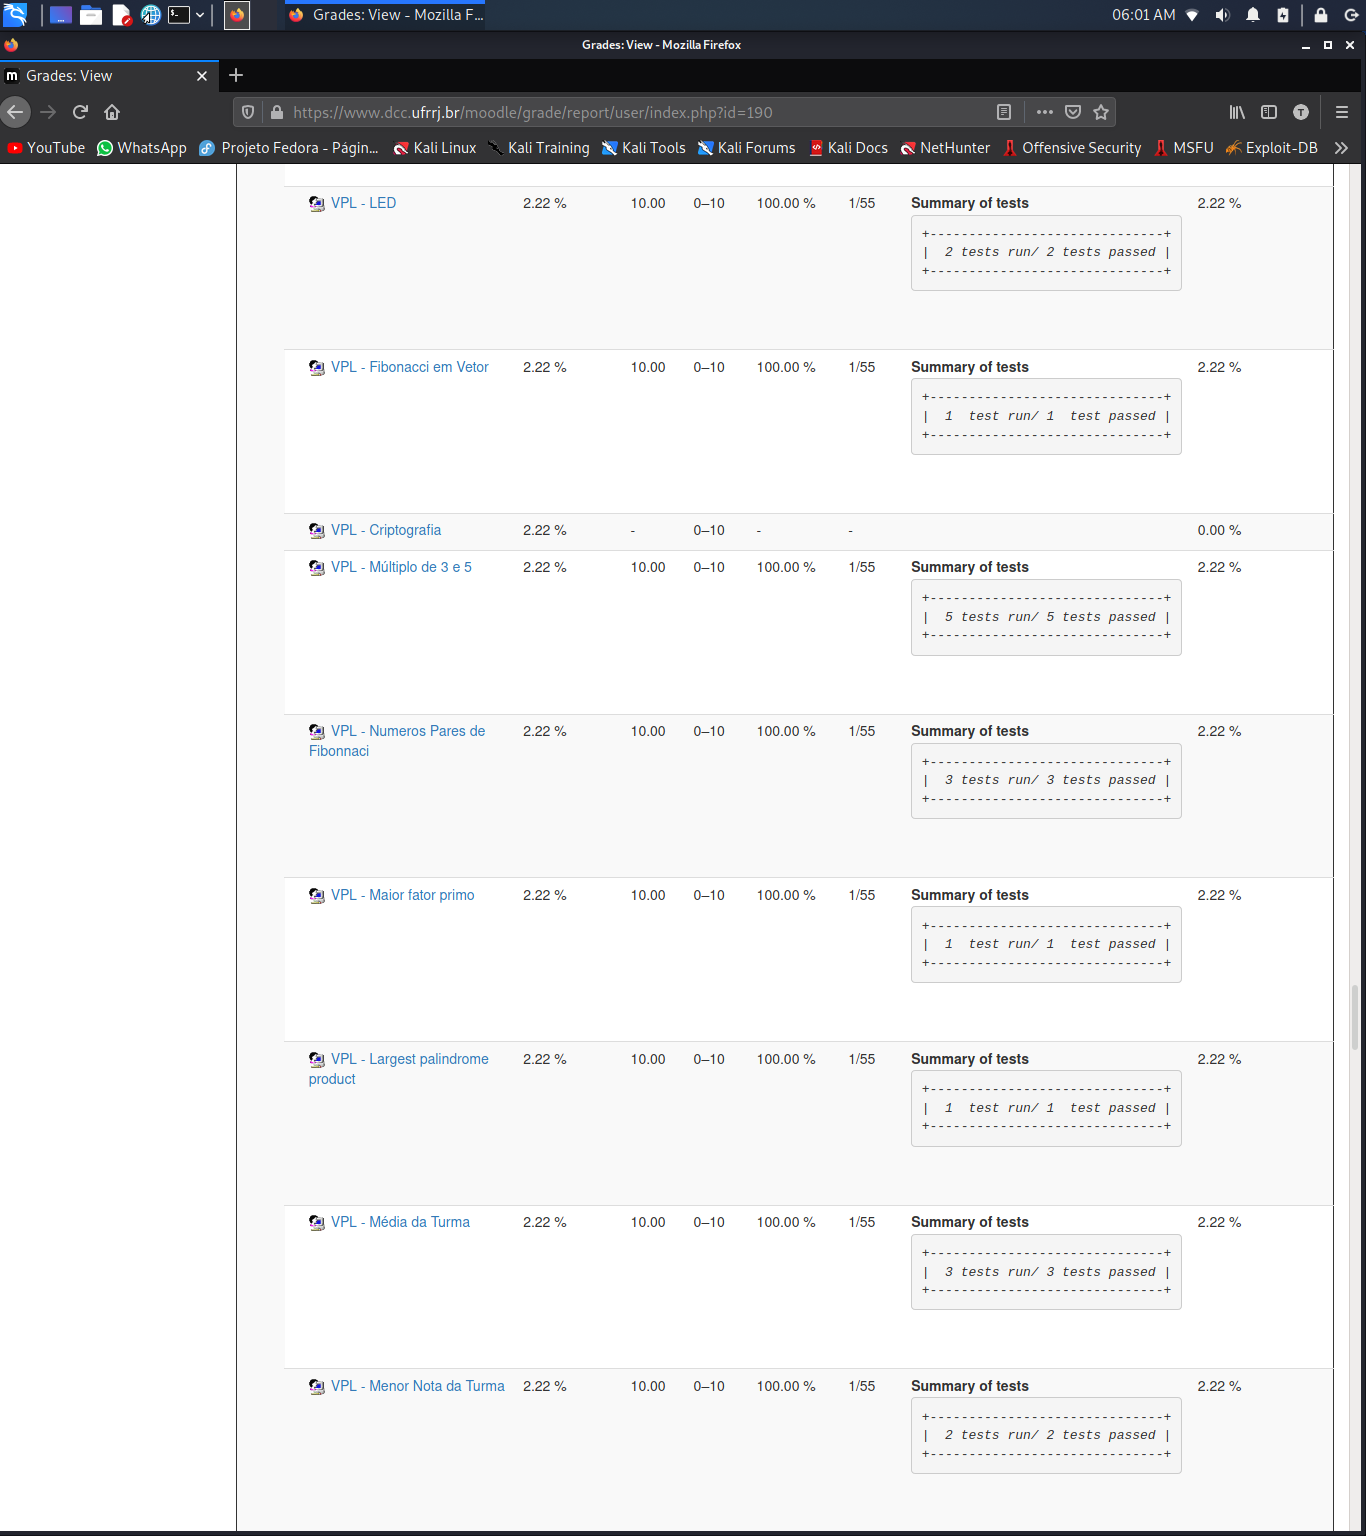 Grades: View - Mozilla F...
06:01 AM
Grades: View - Mozilla Firefox
m Grades: View
https://www.dcc.ufrrj.br/moodle/grade/report/user/index.php?id=190
T
YouTube WhatsApp Projeto Fedora - Págin... Kali Linux Kali Training Kali Tools Kali Forums Kali Docs NetHunter Offensive Security MSFU Exploit-DB
VPL - LED 2.22 % 10.00 0–10 100.00 % 1/55 Summary of tests 2.22 %
+------------------------------+
| 2 tests run/ 2 tests passed |
+------------------------------+
VPL - Fibonacci em Vetor 2.22 % 10.00 0–10 100.00 % 1/55 Summary of tests 2.22 %
+------------------------------+
| 1 test run/ 1 test passed |
+------------------------------+
VPL - Criptografia 2.22 % - 0–10 - - 0.00 %
VPL - Múltiplo de 3 e 5 2.22 % 10.00 0–10 100.00 % 1/55 Summary of tests 2.22 %
+------------------------------+
| 5 tests run/ 5 tests passed |
+------------------------------+
VPL - Numeros Pares de 2.22 % 10.00 0–10 100.00 % 1/55 Summary of tests 2.22 %
Fibonnaci
+------------------------------+
| 3 tests run/ 3 tests passed |
+------------------------------+
VPL - Maior fator primo 2.22 % 10.00 0–10 100.00 % 1/55 Summary of tests 2.22 %
+------------------------------+
| 1 test run/ 1 test passed |
+------------------------------+
VPL - Largest palindrome 2.22 % 10.00 0–10 100.00 % 1/55 Summary of tests 2.22 %
product
+------------------------------+
| 1 test run/ 1 test passed |
+------------------------------+
VPL - Média da Turma 2.22 % 10.00 0–10 100.00 % 1/55 Summary of tests 2.22 %
+------------------------------+
| 3 tests run/ 3 tests passed |
+------------------------------+
VPL - Menor Nota da Turma 2.22 % 10.00 0–10 100.00 % 1/55 Summary of tests 2.22 %
+------------------------------+
| 2 tests run/ 2 tests passed |
+------------------------------+